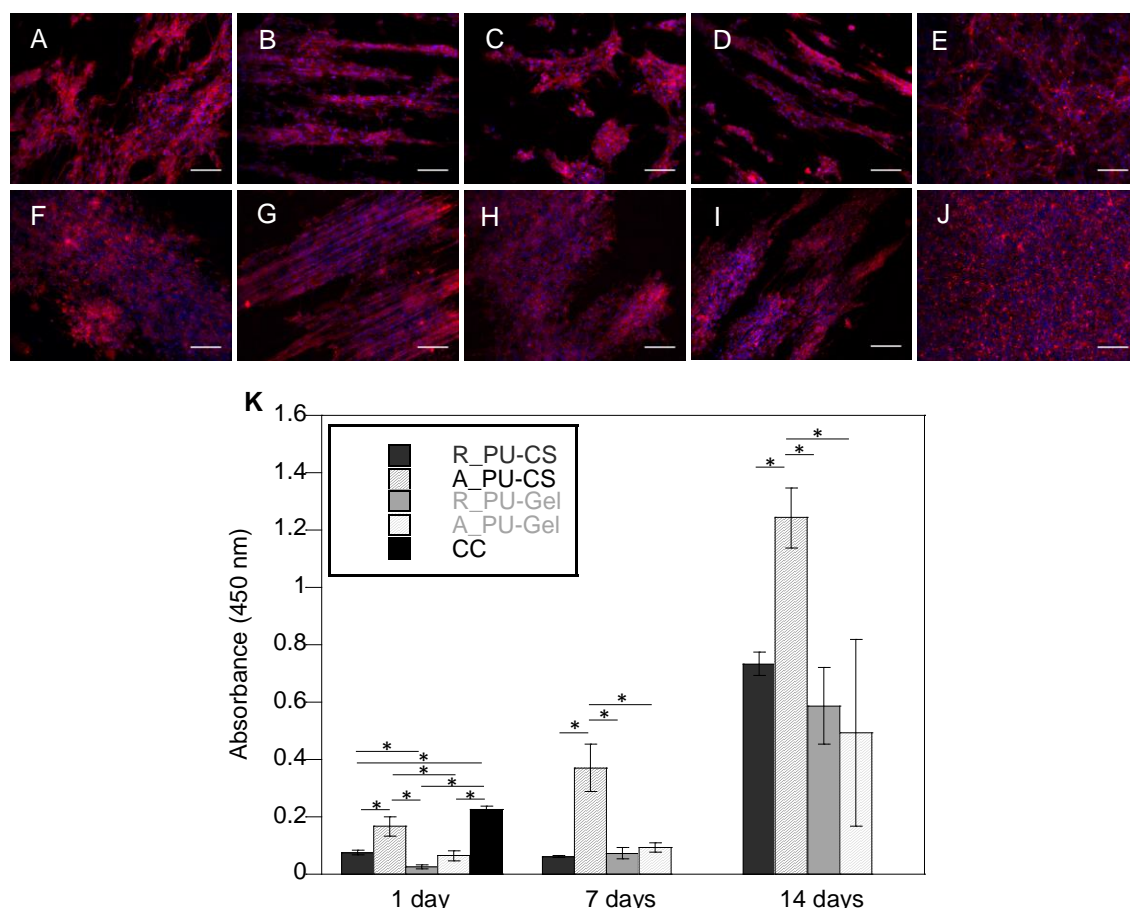 A
B
C
D
E
F
G
H
I
J
K
1.6
1.4
1.2
1
0.8
0.6
0.4
0.2
0
Absorbance (450 nm)
R_PU-CS
A_PU-CS
R_PU-Gel
A_PU-Gel
CC
* * * * * * * *
* * *
* * *
1 day
7 days
14 days